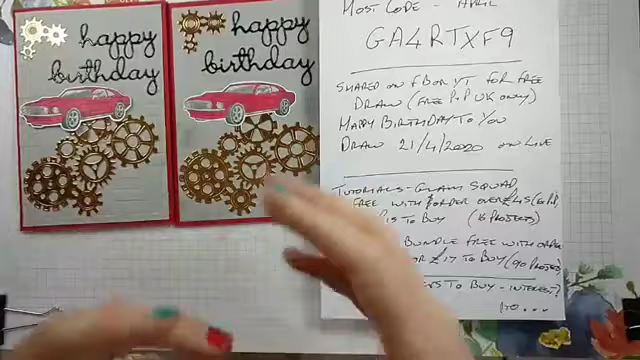 happy
birthday
happy
birthday
HOST CODE - APRIL
GA4RTXF9
SHARED ON FB OR YT FOR FREE
DRAW (FREE P+P UK ONLY)
HAPPY BIRTHDAY TO YOU
DRAW 21/4/2020 ON LIVE
TUTORIALS - GLAM SQUAD
FREE WITH ORDER OVER
IS TO BUY (16 PROJECTS)
BUNDLE FREE WITH ORDER
OR £17 TO BUY (90 PROJECTS)
TO BUY - INTEREST?